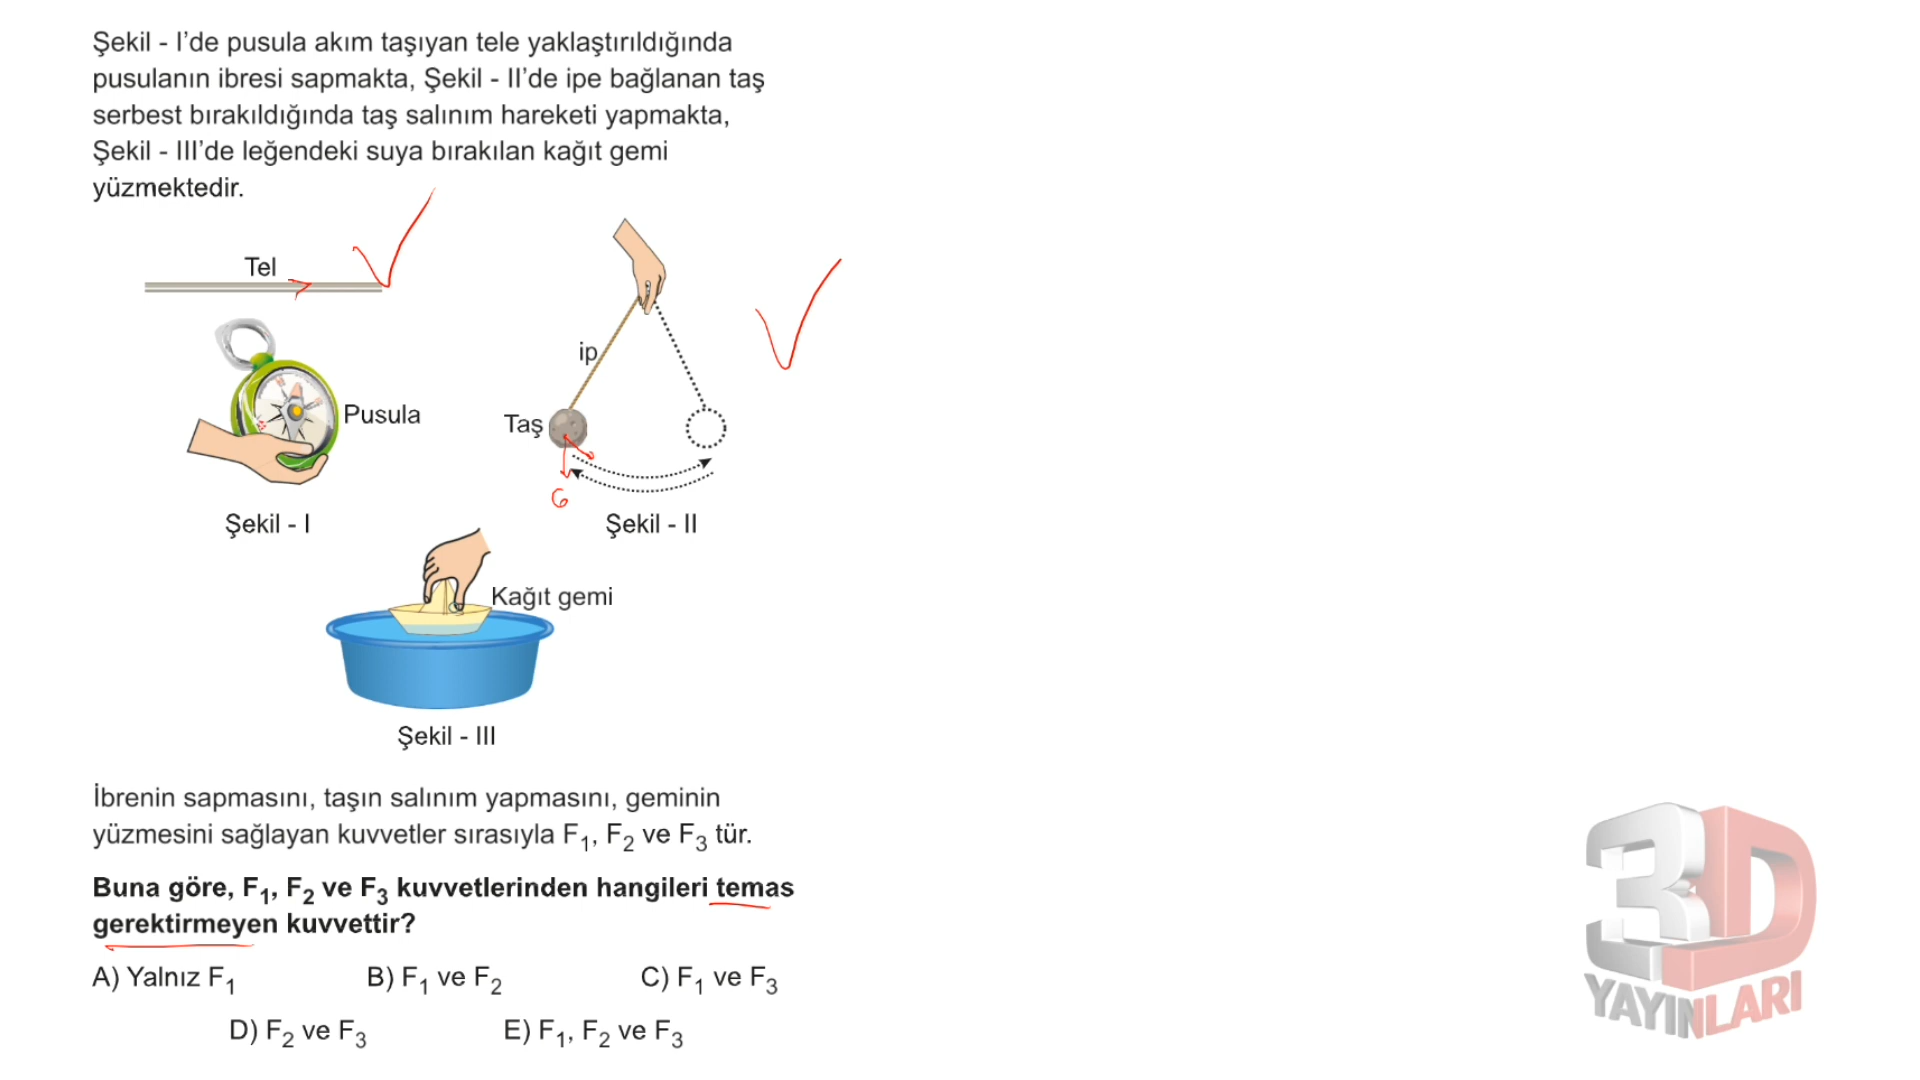 Şekil - I’de pusula akım taşıyan tele yaklaştırıldığında
pusulanın ibresi sapmakta, Şekil - II’de ipe bağlanan taş
serbest bırakıldığında taş salınım hareketi yapmakta,
Şekil - III’de leğendeki suya bırakılan kağıt gemi
yüzmektedir.
Tel
ip
Pusula
Taş
G
Şekil - I
Şekil - II
Kağıt gemi
Şekil - III
İbrenin sapmasını, taşın salınım yapmasını, geminin
yüzmesini sağlayan kuvvetler sırasıyla F₁, F₂ ve F₃ tür.
Buna göre, F₁, F₂ ve F₃ kuvvetlerinden hangileri temas
gerektirmeyen kuvvettir?
A) Yalnız F₁ B) F₁ ve F₂ C) F₁ ve F₃
D) F₂ ve F₃ E) F₁, F₂ ve F₃
3D
YAYINLARI